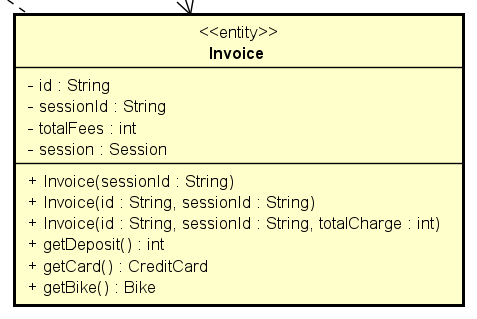 <<entity>>
Invoice
- id : String
- sessionId : String
- totalFees : int
- session : Session
+ Invoice(sessionId : String)
+ Invoice(id : String, sessionId : String)
+ Invoice(id : String, sessionId : String, totalCharge : int)
+ getDeposit() : int
+ getCard() : CreditCard
+ getBike() : Bike